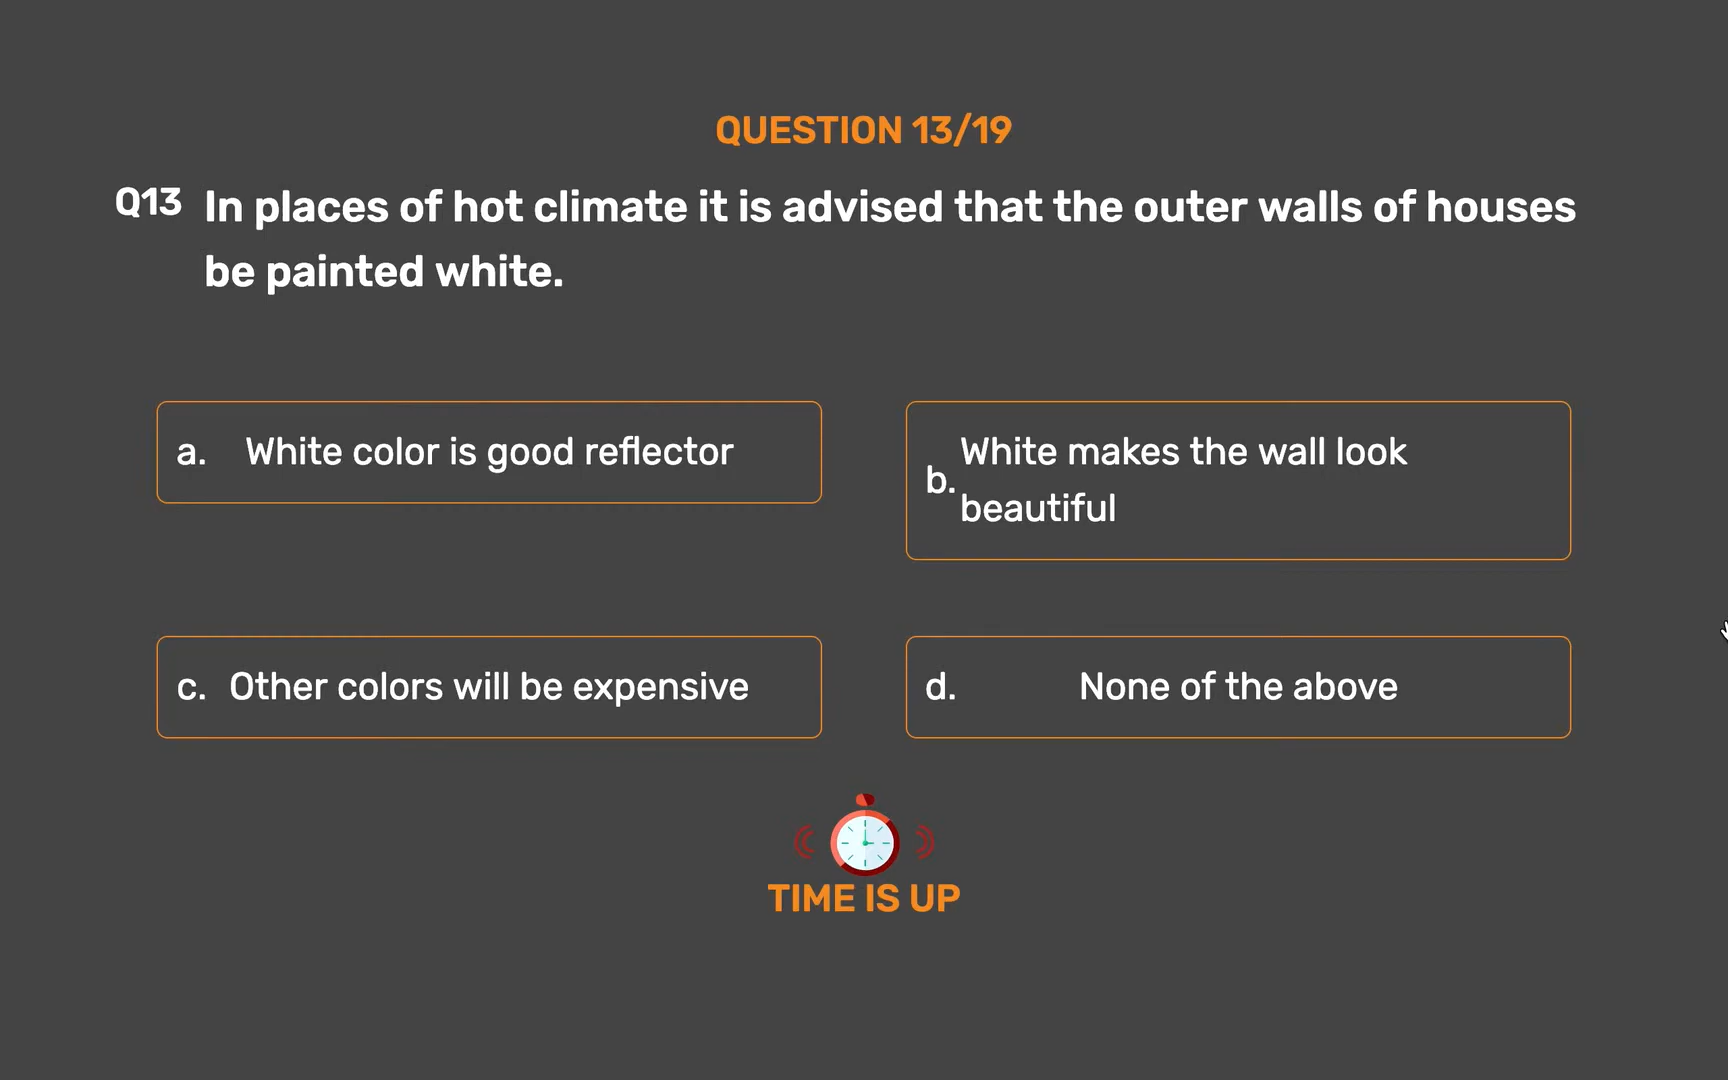 QUESTION 13/19
Q13 In places of hot climate it is advised that the outer walls of houses
be painted white.
a. White color is good reflector
b. White makes the wall look
beautiful
c. Other colors will be expensive
d. None of the above
TIME IS UP